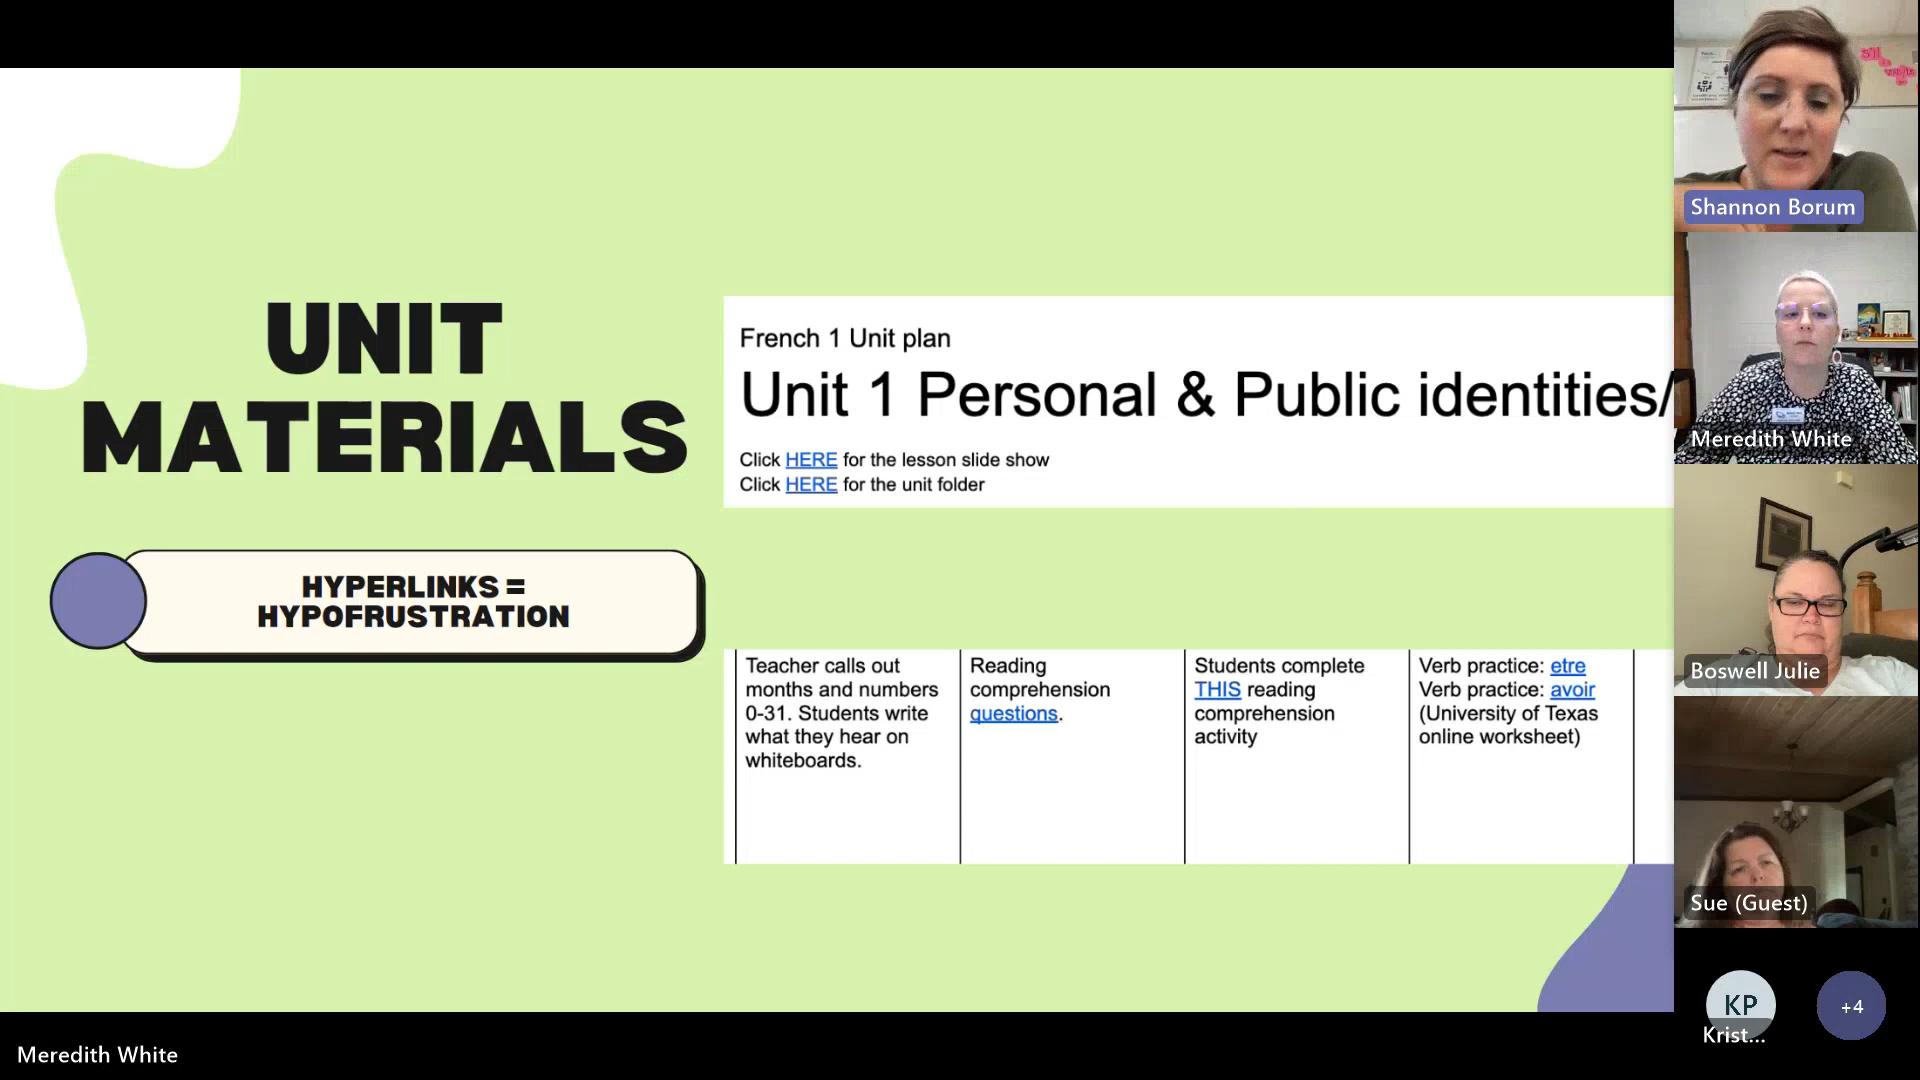 UNIT
MATERIALS
HYPERLINKS =
HYPOFRUSTRATION
French 1 Unit plan
Unit 1 Personal & Public identities/
Click HERE for the lesson slide show
Click HERE for the unit folder
Teacher calls out
months and numbers
0-31. Students write
what they hear on
whiteboards.
Reading
comprehension
questions.
Students complete
THIS reading
comprehension
activity
Verb practice: etre
Verb practice: avoir
(University of Texas
online worksheet)
Shannon Borum
Meredith White
Boswell Julie
Sue (Guest)
KP
Krist...
+4
Meredith White